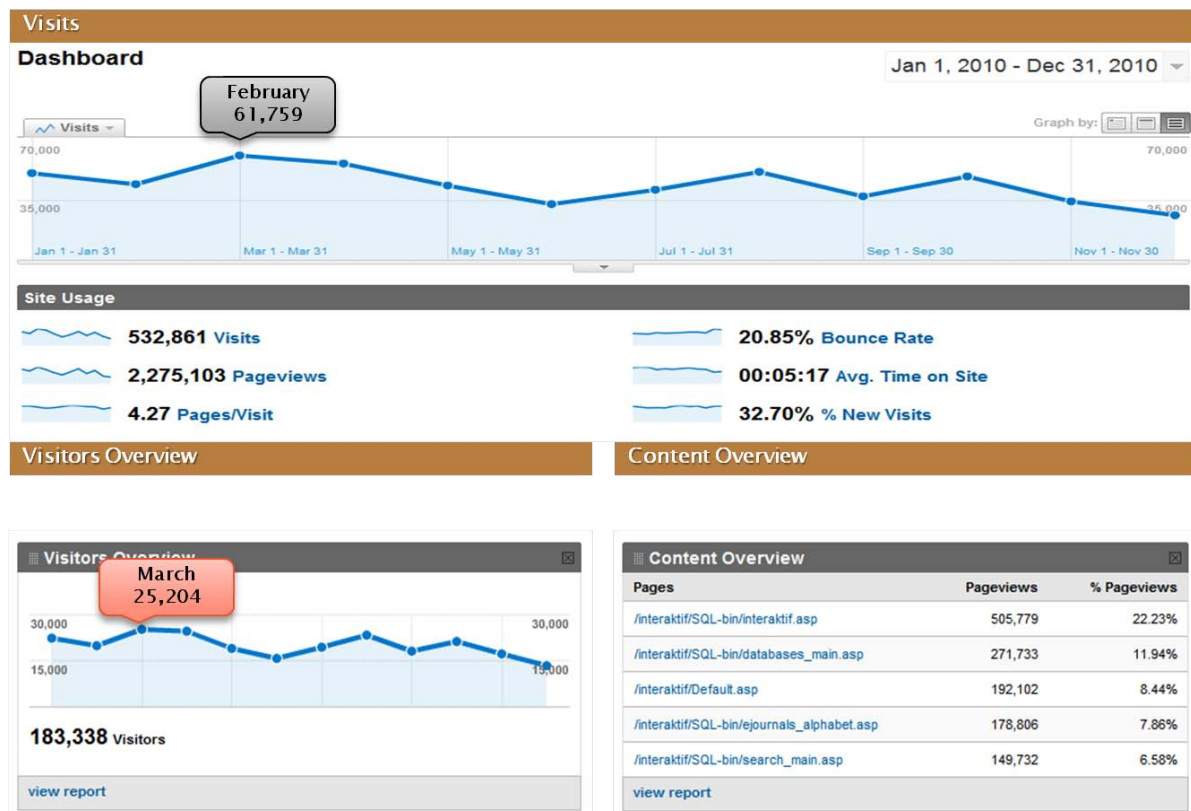 Visits
Dashboard
Jan 1, 2010 - Dec 31, 2010
February
61,759
Visits
Graph by:
70,000
70,000
35,000
35,000
Jan 1 - Jan 31
Mar 1 - Mar 31
May 1 - May 31
Jul 1 - Jul 31
Sep 1 - Sep 30
Nov 1 - Nov 30
Site Usage
532,861 Visits
20.85% Bounce Rate
2,275,103 Pageviews
00:05:17 Avg. Time on Site
4.27 Pages/Visit
32.70% % New Visits
Visitors Overview
Content Overview
Visitors Overview
March
25,204
30,000
30,000
15,000
15,000
183,338 Visitors
view report
Content Overview
Pages Pageviews % Pageviews
/interaktif/SQL-bin/interaktif.asp 505,779 22.23%
/interaktif/SQL-bin/databases_main.asp 271,733 11.94%
/interaktif/Default.asp 192,102 8.44%
/interaktif/SQL-bin/ejournals_alphabet.asp 178,806 7.86%
/interaktif/SQL-bin/search_main.asp 149,732 6.58%
view report